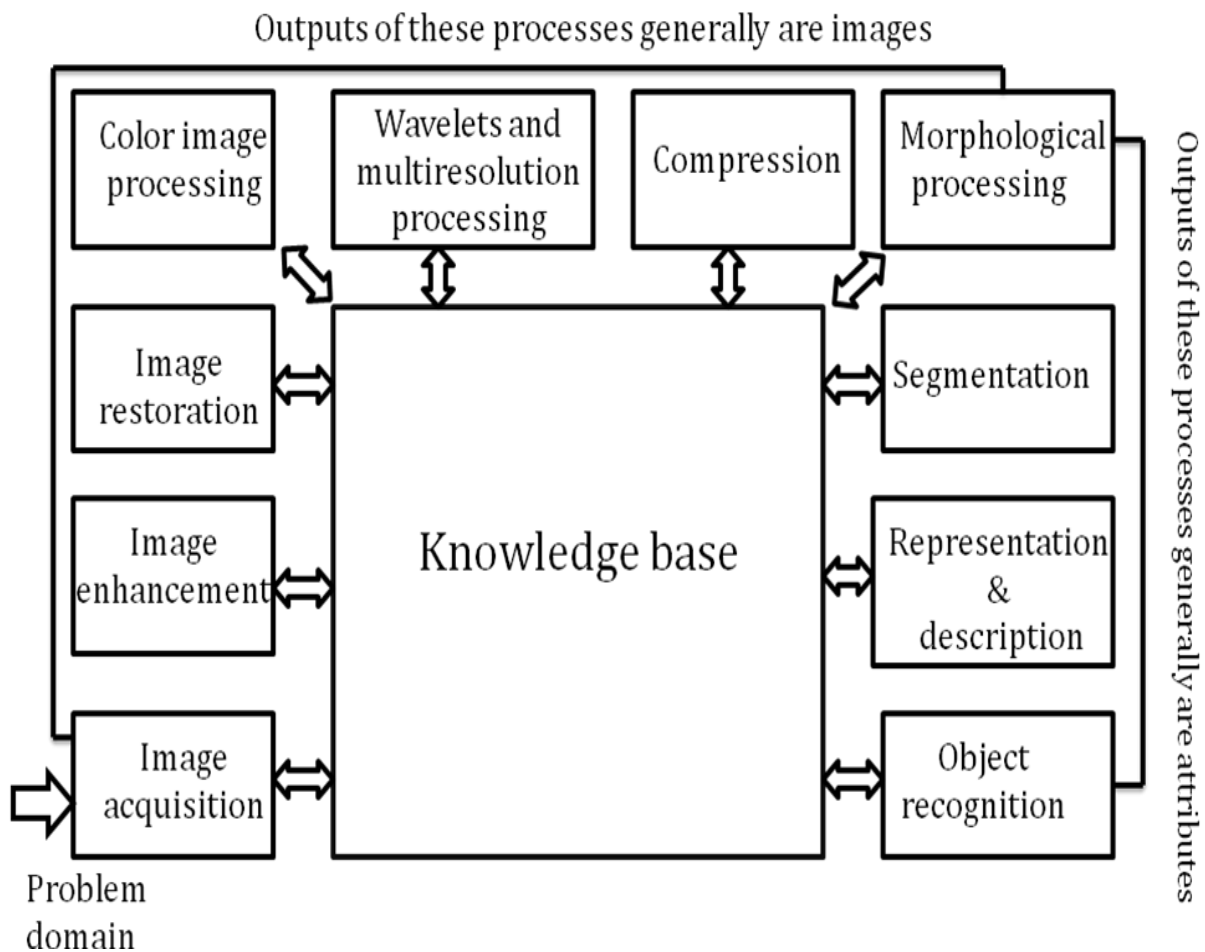 Outputs of these processes generally are images
Color image
processing
Wavelets and
multiresolution
processing
Compression
Morphological
processing
Outputs of these processes generally are attributes
Image
restoration
Segmentation
Image
enhancement
Knowledge base
Representation
&
description
Image
acquisition
Object
recognition
Problem
domain